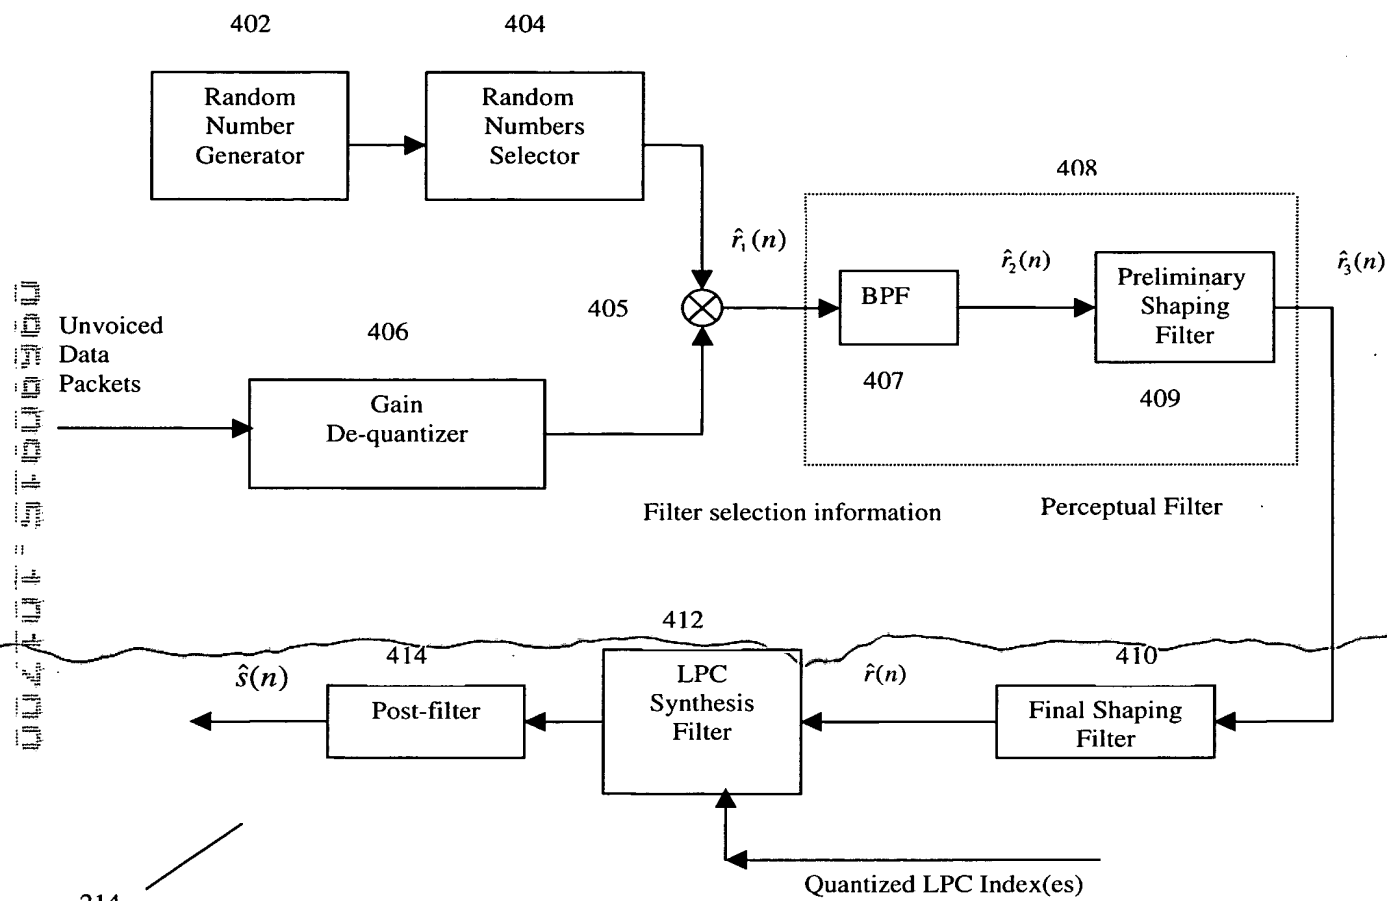 402
404
Random
Number
Generator
Random
Numbers
Selector
408
r̂₁(n)
r̂₂(n)
r̂₃(n)
BPF
Preliminary
Shaping
Filter
405
407
409
Unvoiced
Data
Packets
406
Gain
De-quantizer
Filter selection information
Perceptual Filter
412
414
410
ŝ(n)
r̂(n)
Post-filter
LPC
Synthesis
Filter
Final Shaping
Filter
Quantized LPC Index(es)